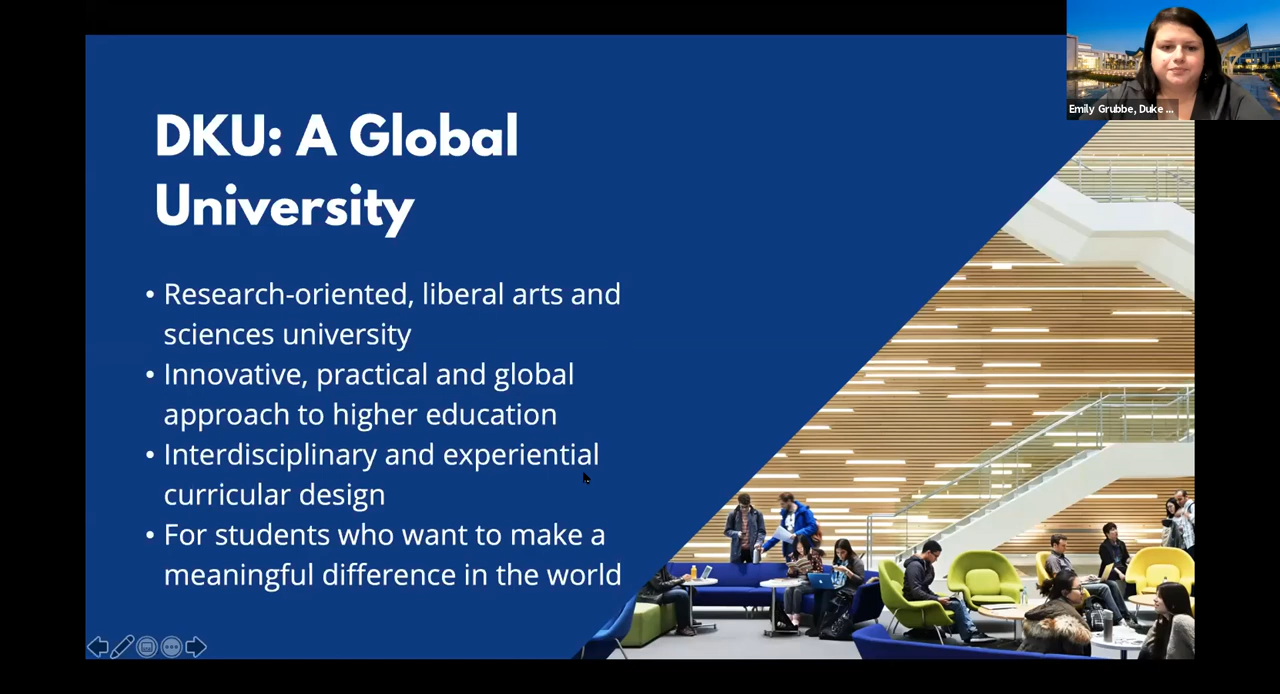 DKU: A Global
University
• Research-oriented, liberal arts and
sciences university
• Innovative, practical and global
approach to higher education
• Interdisciplinary and experiential
curricular design
• For students who want to make a
meaningful difference in the world
Emily Grubbe, Duke ...